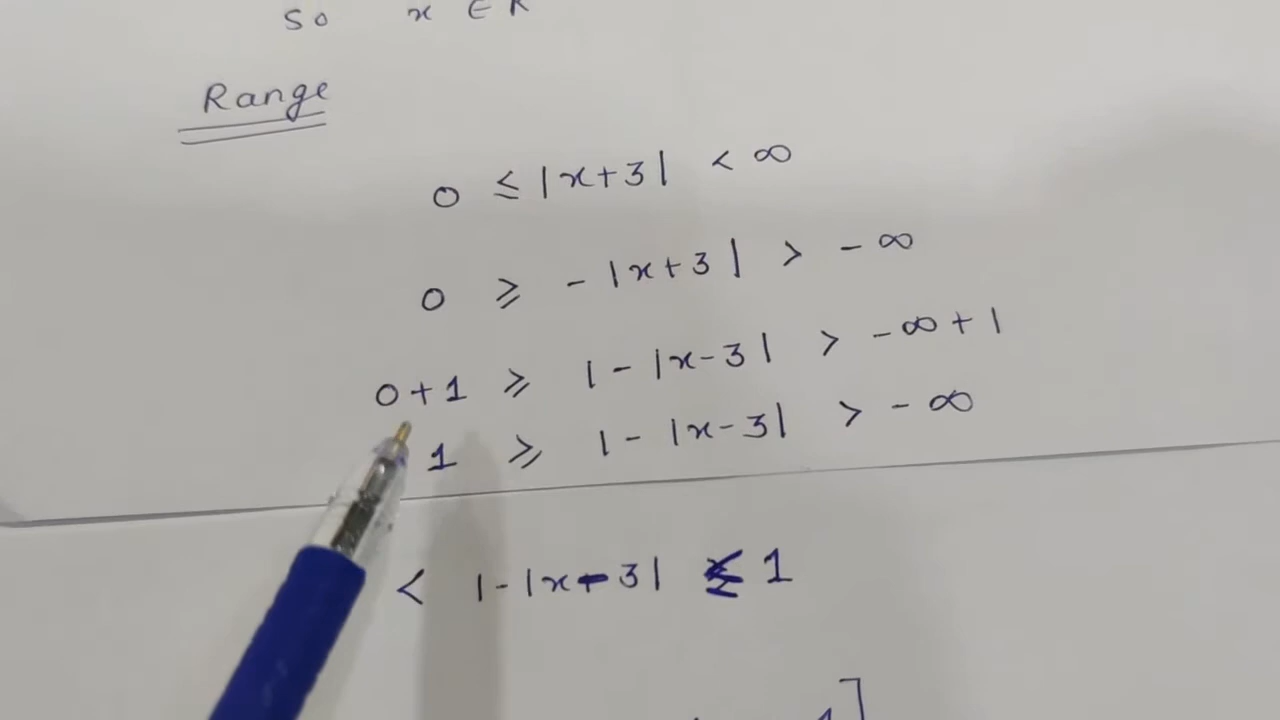 So x ∈ R
Range
0 ≤ |x+3| < ∞
0 ≥ -|x+3| > -∞
0+1 ≥ 1-|x-3| > -∞+1
1 ≥ 1-|x-3| > -∞
< 1-|x-3| ≤ 1
]